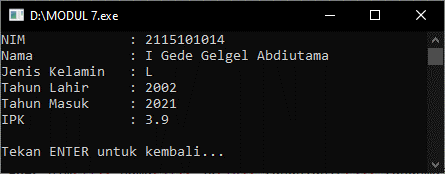 D:\MODUL 7.exe
NIM : 2115101014
Nama : I Gede Gelgel Abdiutama
Jenis Kelamin : L
Tahun Lahir : 2002
Tahun Masuk : 2021
IPK : 3.9
Tekan ENTER untuk kembali...